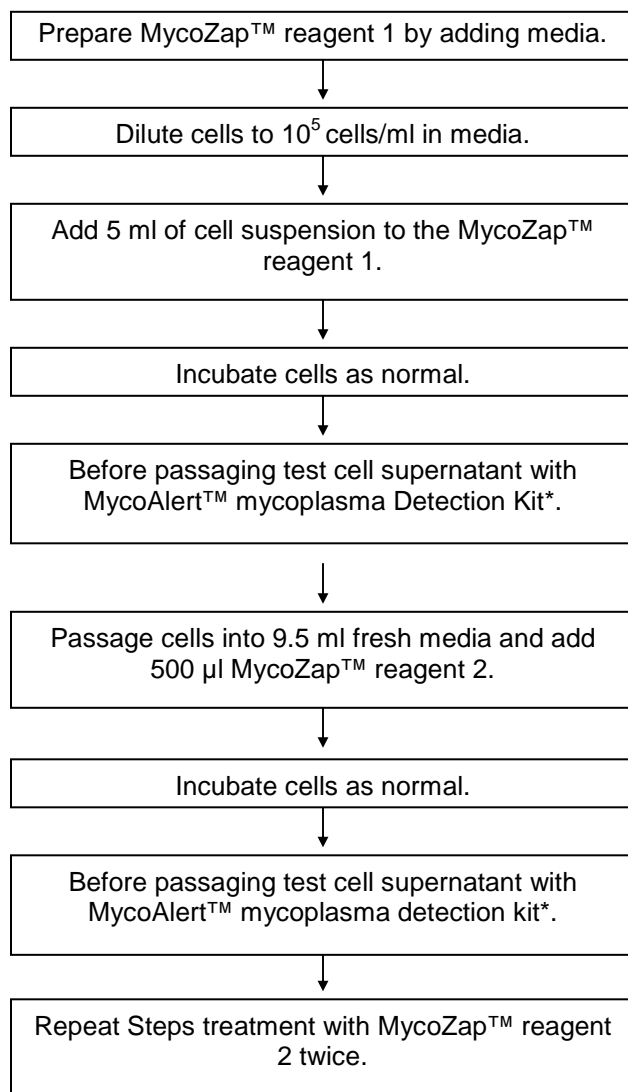 Prepare MycoZap™ reagent 1 by adding media.
Dilute cells to 10⁵ cells/ml in media.
Add 5 ml of cell suspension to the MycoZap™
reagent 1.
Incubate cells as normal.
Before passaging test cell supernatant with
MycoAlert™ mycoplasma Detection Kit*.
Passage cells into 9.5 ml fresh media and add
500 µl MycoZap™ reagent 2.
Incubate cells as normal.
Before passaging test cell supernatant with
MycoAlert™ mycoplasma detection kit*.
Repeat Steps treatment with MycoZap™ reagent
2 twice.